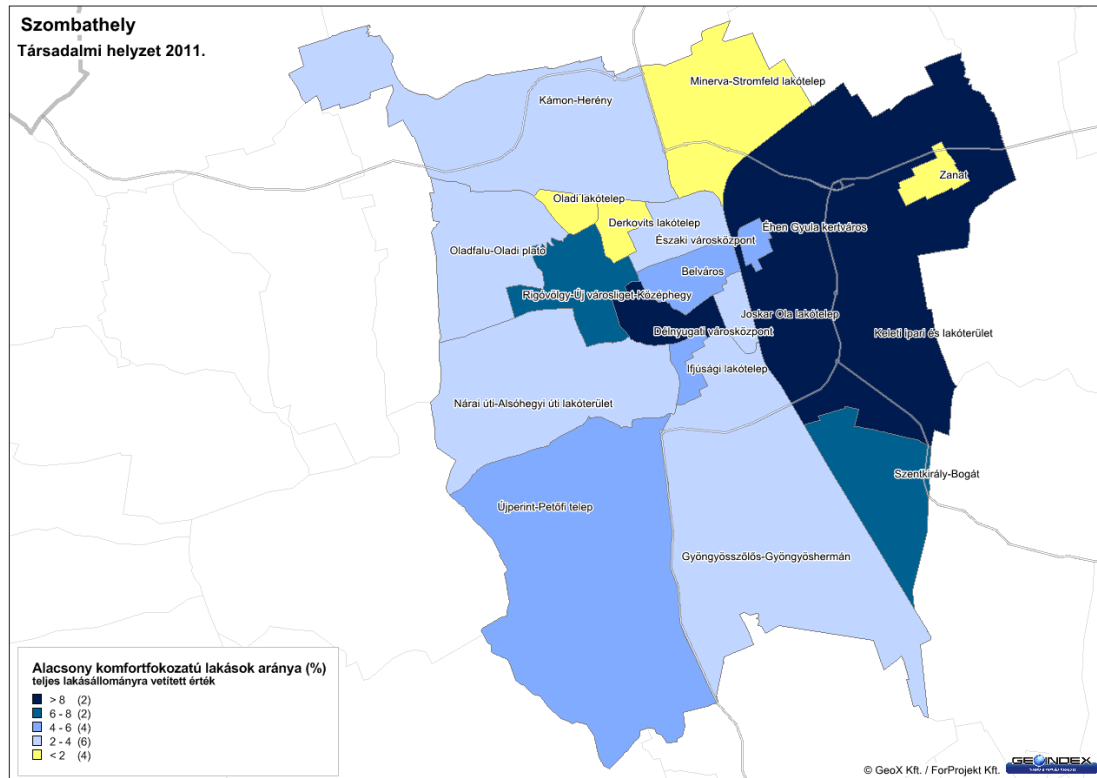 Szombathely
Társadalmi helyzet 2011.
Minerva-Stromfeld lakótelep
Kámon-Herény
Zanat
Oladi lakótelep
Derkovits lakótelep
Éhen Gyula kertváros
Északi városközpont
Oladfalu-Oladi plató
Belváros
Rigóvölgy-Új városliget-Középhegy
Joskar Ola lakótelep
Délnyugati városközpont
Keleti ipari és lakóterület
Ifjúsági lakótelep
Nárai úti-Alsóhegyi úti lakóterület
Szentkirály-Bogát
Újperint-Petőfi telep
Gyöngyösszőlős-Gyöngyöshermán
Alacsony komfortfokozatú lakások aránya (%)
teljes lakásállományra vetített érték
> 8 (2)
6 - 8 (2)
4 - 6 (4)
2 - 4 (6)
< 2 (4)
© GeoX Kft. / ForProjekt Kft.
GEOINDEX